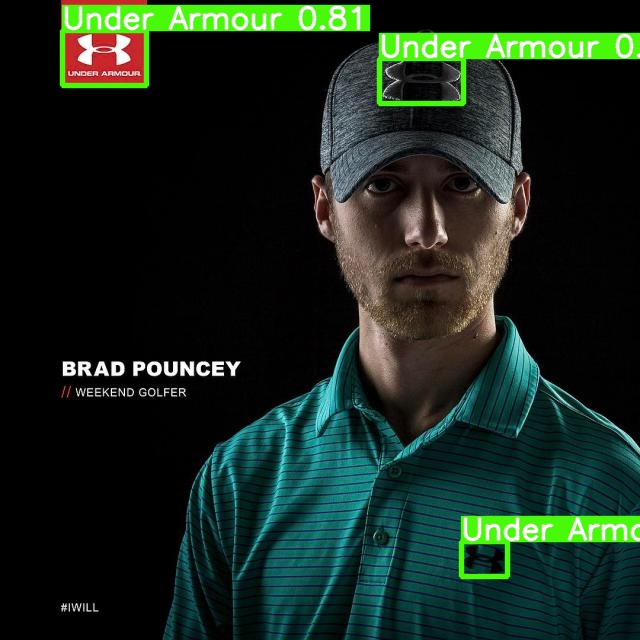 Under Armour 0.81
Under Armour 0.
UNDER ARMOUR
BRAD POUNCEY
// WEEKEND GOLFER
Under Armo
#IWILL